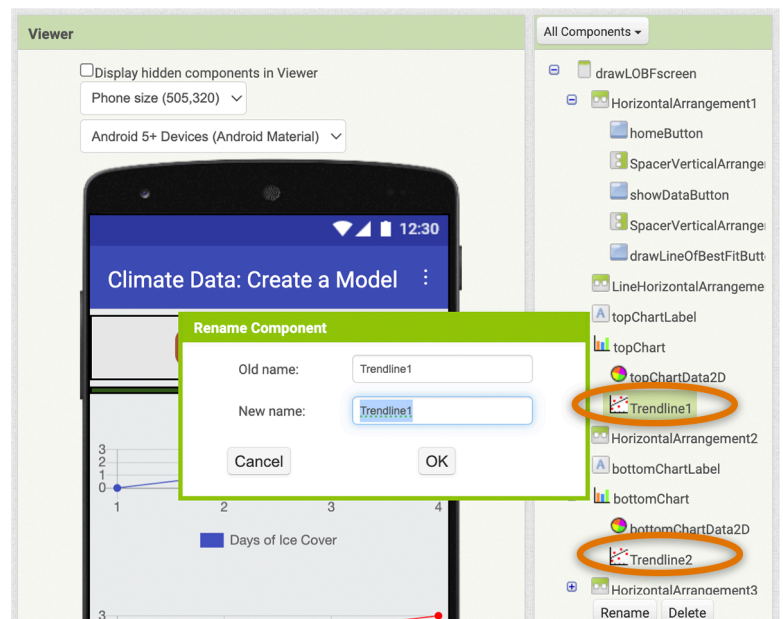 Viewer
Display hidden components in Viewer
Phone size (505,320)
Android 5+ Devices (Android Material)
12:30
Climate Data: Create a Model
Rename Component
Old name:
Trendline1
New name:
Trendline1
Cancel
OK
3
2
1
0
1
2
3
4
Days of Ice Cover
3
All Components
drawLOBFscreen
HorizontalArrangement1
homeButton
SpacerVerticalArrange
showDataButton
SpacerVerticalArrange
drawLineOfBestFitButt
LineHorizontalArrangeme
A topChartLabel
topChart
topChartData2D
Trendline1
HorizontalArrangement2
A bottomChartLabel
bottomChart
bottomChartData2D
Trendline2
HorizontalArrangement3
Rename
Delete